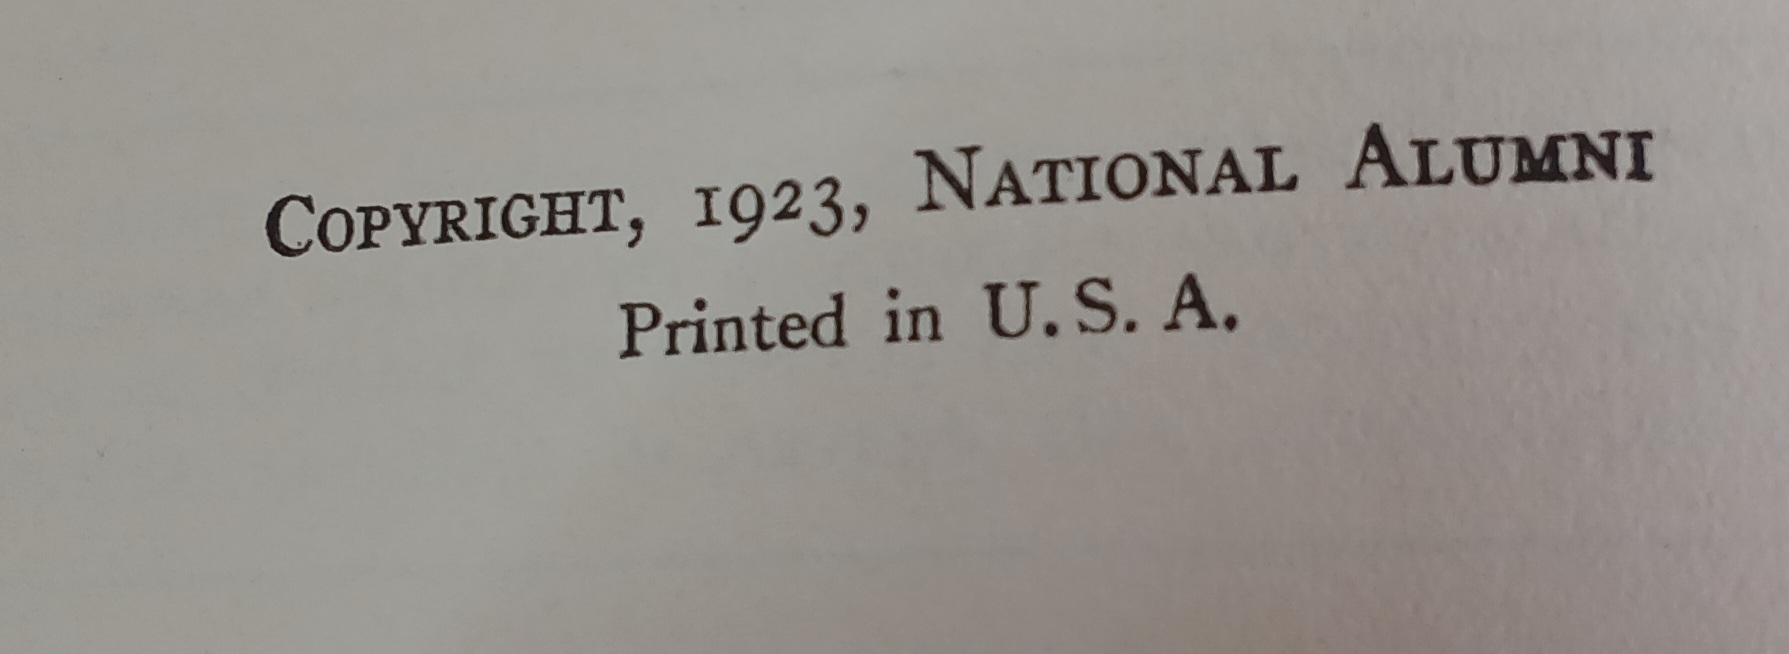 Copyright, 1923, National Alumni
Printed in U. S. A.